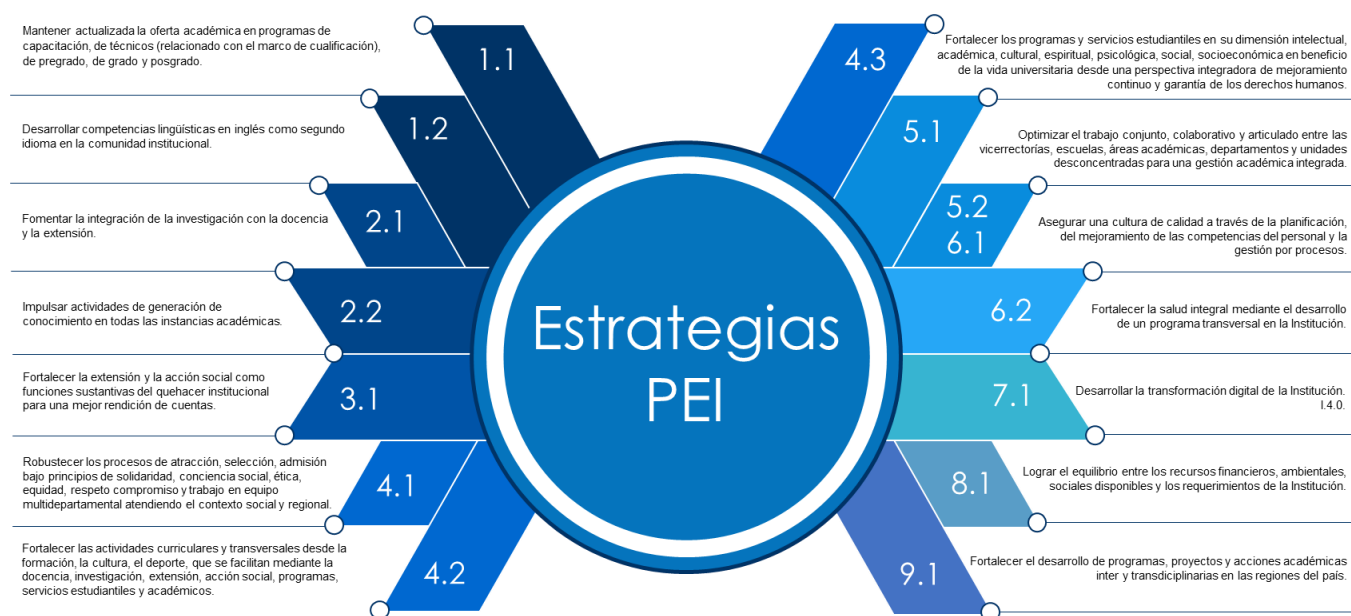 Mantener actualizada la oferta académica en programas de
capacitación, de técnicos (relacionado con el marco de cualificación),
de pregrado, de grado y posgrado.
1.1
Desarrollar competencias lingüísticas en inglés como segundo
idioma en la comunidad institucional.
1.2
Fomentar la integración de la investigación con la docencia
y la extensión.
2.1
Impulsar actividades de generación de
conocimiento en todas las instancias académicas.
2.2
Fortalecer la extensión y la acción social como
funciones sustantivas del quehacer institucional
para una mejor rendición de cuentas.
3.1
Robustecer los procesos de atracción, selección, admisión
bajo principios de solidaridad, conciencia social, ética,
equidad, respeto compromiso y trabajo en equipo
multidepartamental atendiendo el contexto social y regional.
4.1
Fortalecer las actividades curriculares y transversales desde la
formación, la cultura, el deporte, que se facilitan mediante la
docencia, investigación, extensión, acción social, programas,
servicios estudiantiles y académicos.
4.2
Estrategias
PEI
4.3
Fortalecer los programas y servicios estudiantiles en su dimensión intelectual,
académica, cultural, espiritual, psicológica, social, socioeconómica en beneficio
de la vida universitaria desde una perspectiva integradora de mejoramiento
continuo y garantía de los derechos humanos.
5.1
Optimizar el trabajo conjunto, colaborativo y articulado entre las
vicerrectorías, escuelas, áreas académicas, departamentos y unidades
desconcentradas para una gestión académica integrada.
5.2
6.1
Asegurar una cultura de calidad a través de la planificación,
del mejoramiento de las competencias del personal y la
gestión por procesos.
6.2
Fortalecer la salud integral mediante el desarrollo
de un programa transversal en la Institución.
7.1
Desarrollar la transformación digital de la Institución.
I.4.0.
8.1
Lograr el equilibrio entre los recursos financieros, ambientales,
sociales disponibles y los requerimientos de la Institución.
9.1
Fortalecer el desarrollo de programas, proyectos y acciones académicas
inter y transdiciplinarias en las regiones del país.